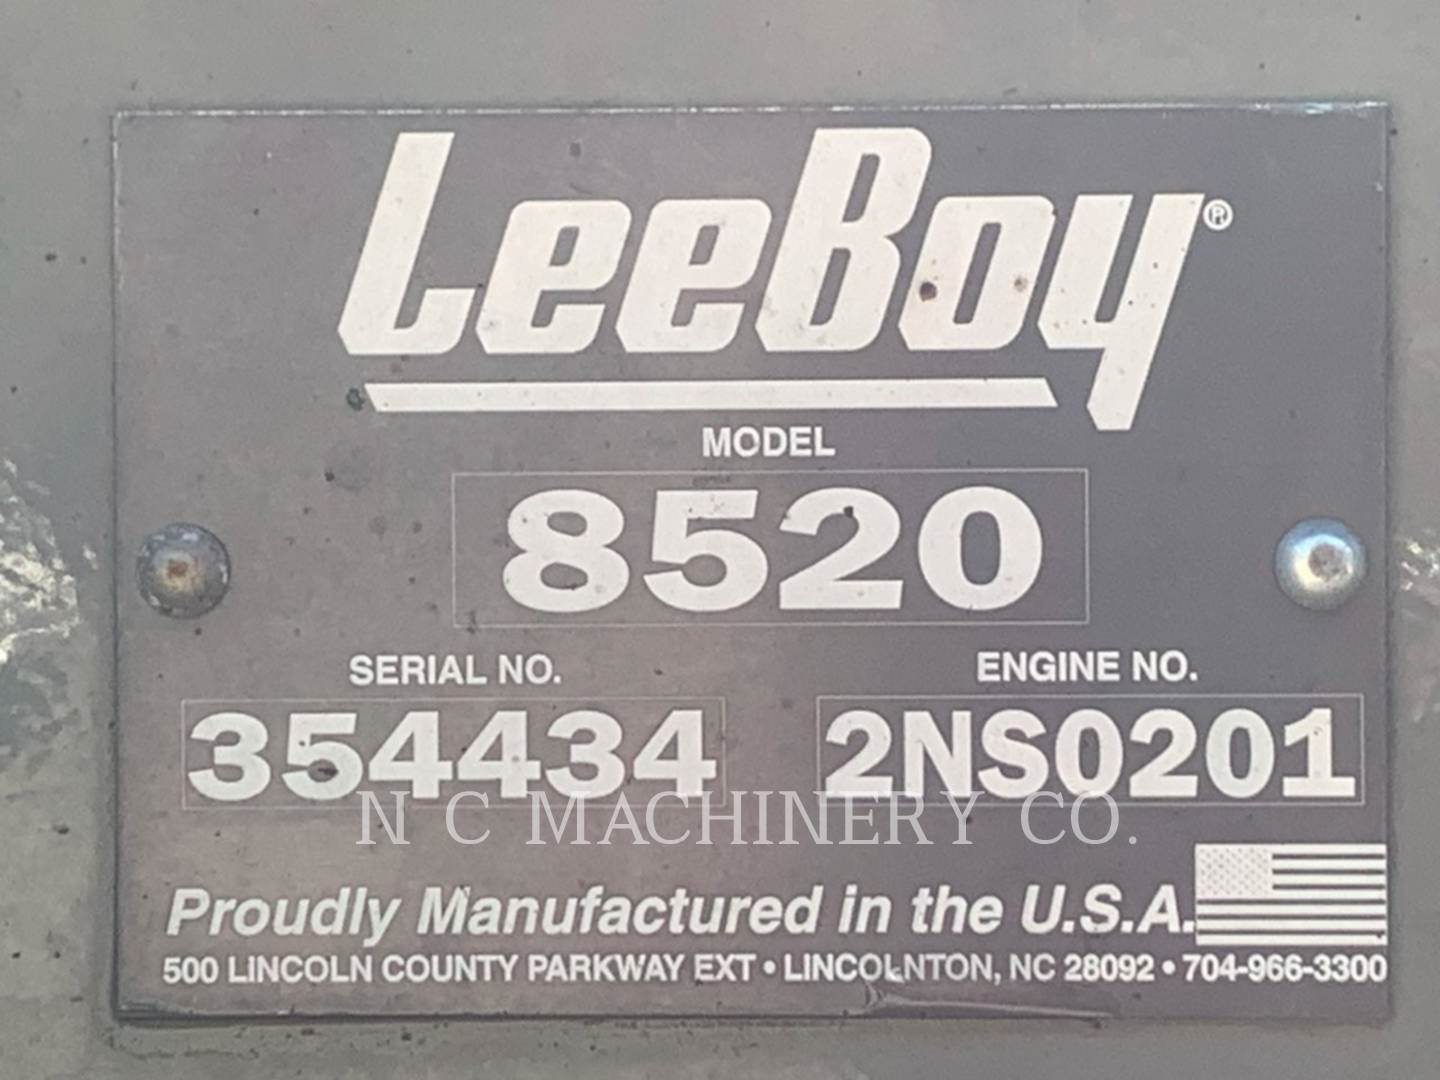 LeeBoy®
MODEL
8520
SERIAL NO. ENGINE NO.
354434 2NS0201
N C MACHINERY CO.
Proudly Manufactured in the U.S.A.
500 LINCOLN COUNTY PARKWAY EXT • LINCOLNTON, NC 28092 • 704-966-3300